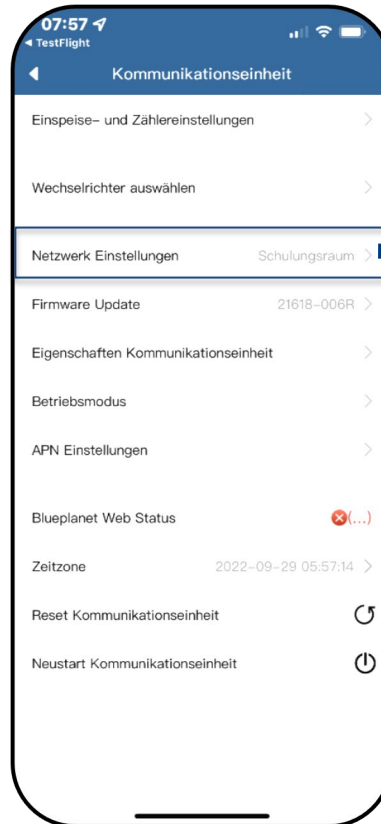 07:57
◀ TestFlight
Kommunikationseinheit
Einspeise- und Zählereinstellungen
Wechselrichter auswählen
Netzwerk Einstellungen Schulungsraum
Firmware Update 21618-006R
Eigenschaften Kommunikationseinheit
Betriebsmodus
APN Einstellungen
Blueplanet Web Status (...)
Zeitzone 2022-09-29 05:57:14
Reset Kommunikationseinheit
Neustart Kommunikationseinheit